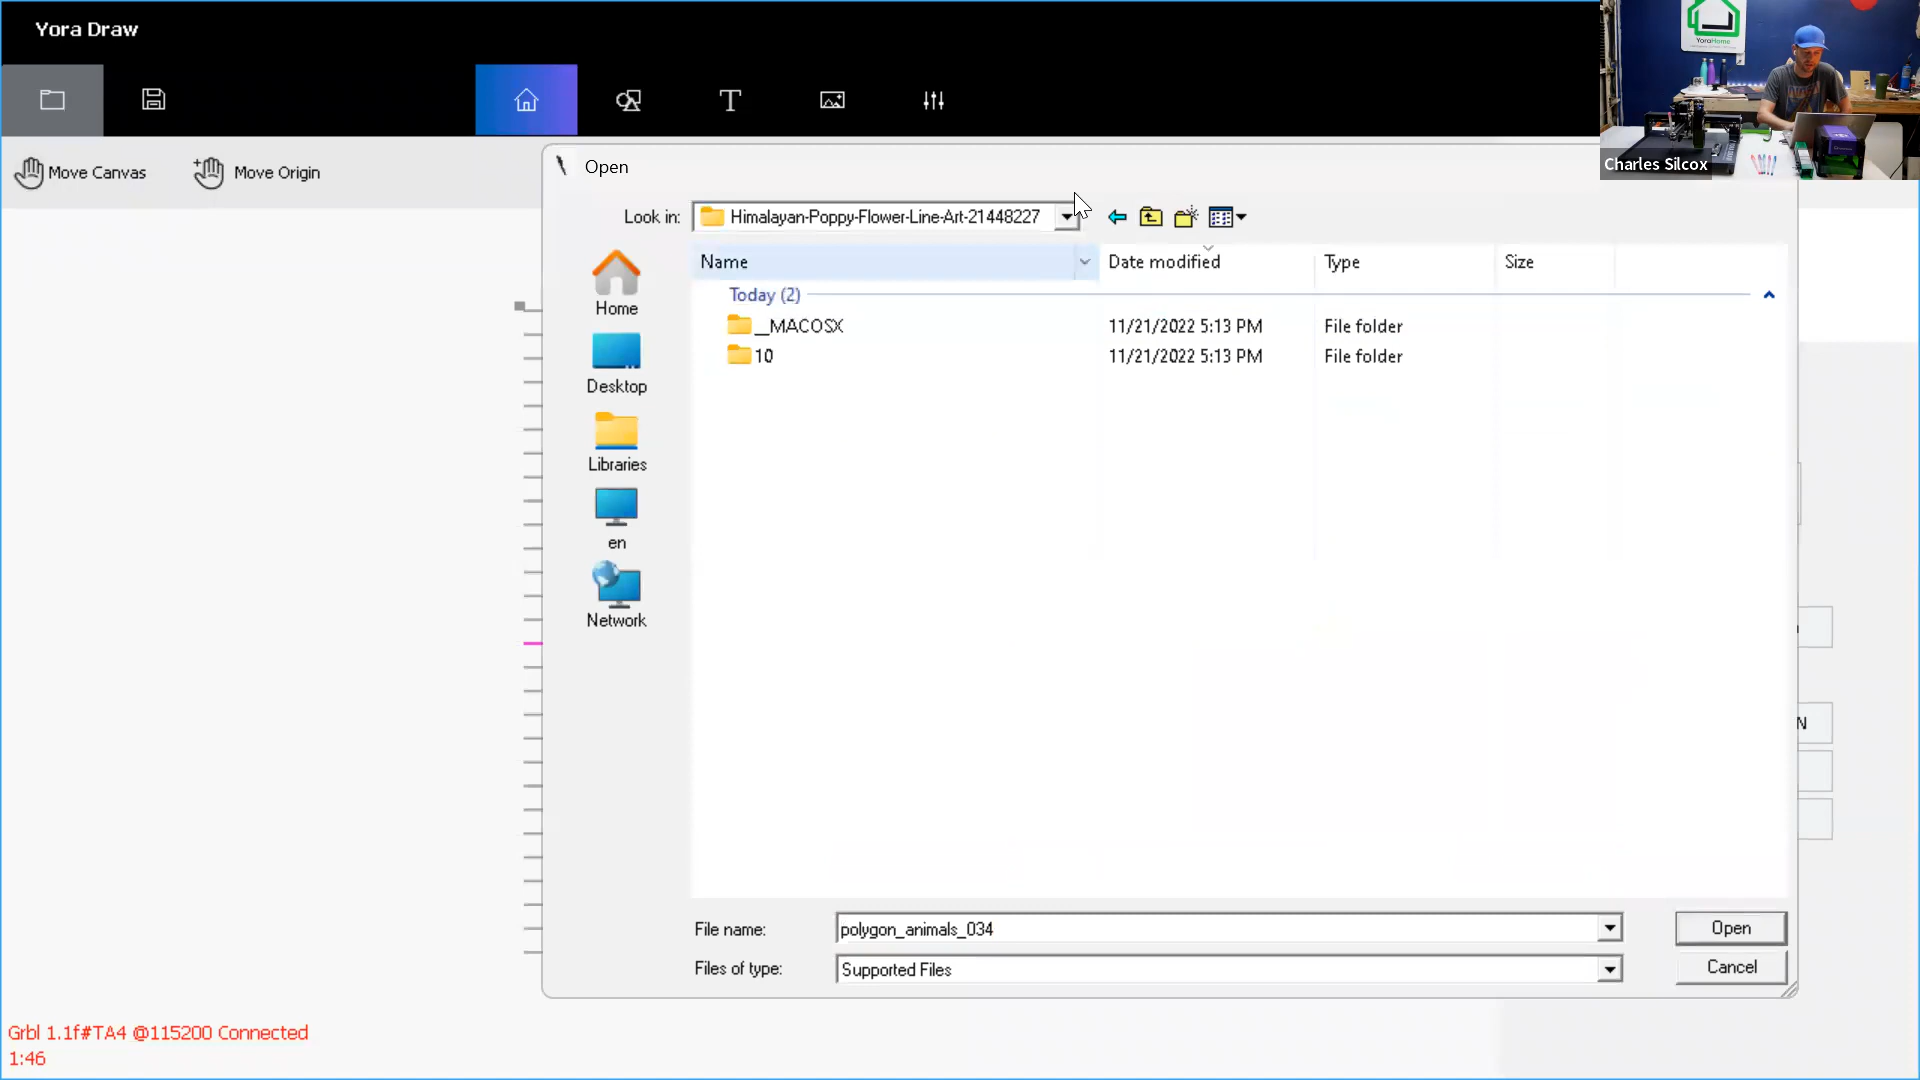 Yora Draw
YoraHome
Charles Silcox
Move Canvas
Move Origin
Open
Look in:
Himalayan-Poppy-Flower-Line-Art-21448227
Name
Date modified
Type
Size
Home
Today (2)
__MACOSX
11/21/2022 5:13 PM
File folder
10
11/21/2022 5:13 PM
File folder
Desktop
Libraries
en
Network
N
File name:
polygon_animals_034
Open
Files of type:
Supported Files
Cancel
Grbl 1.1f#TA4 @115200 Connected
1:46